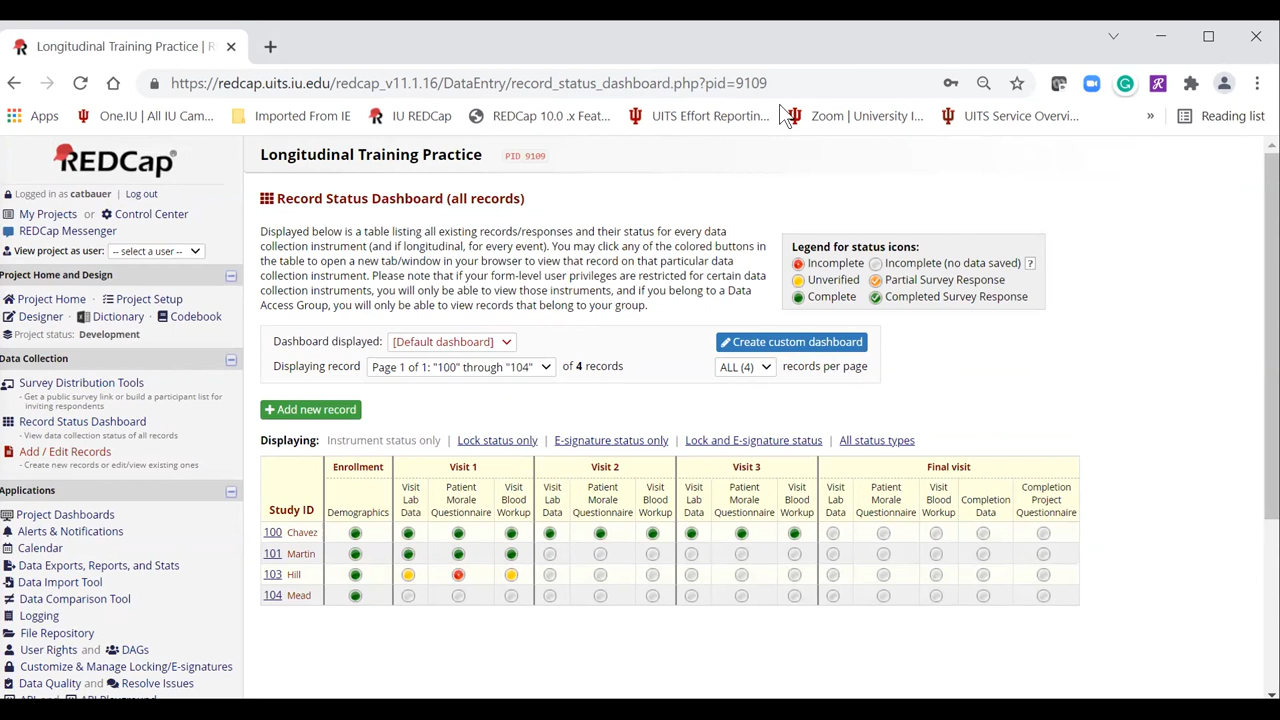 Longitudinal Training Practice | R
https://redcap.uits.iu.edu/redcap_v11.1.16/DataEntry/record_status_dashboard.php?pid=9109
Apps One.IU | All IU Cam... Imported From IE IU REDCap REDCap 10.0 .x Feat... UITS Effort Reportin... Zoom | University I... UITS Service Overvi... » Reading list
REDCap
Logged in as catbauer | Log out
My Projects or Control Center
REDCap Messenger
View project as user: -- select a user --
Project Home and Design
Project Home · Project Setup
Designer · Dictionary · Codebook
Project status: Development
Data Collection
Survey Distribution Tools
- Get a public survey link or build a participant list for
inviting respondents
Record Status Dashboard
- View data collection status of all records
Add / Edit Records
- Create new records or edit/view existing ones
Applications
Project Dashboards
Alerts & Notifications
Calendar
Data Exports, Reports, and Stats
Data Import Tool
Data Comparison Tool
Logging
File Repository
User Rights and DAGs
Customize & Manage Locking/E-signatures
Data Quality and Resolve Issues
API and API Playground
Longitudinal Training Practice PID 9109
Record Status Dashboard (all records)
Displayed below is a table listing all existing records/responses and their status for every data
collection instrument (and if longitudinal, for every event). You may click any of the colored buttons in
the table to open a new tab/window in your browser to view that record on that particular data
collection instrument. Please note that if your form-level user privileges are restricted for certain data
collection instruments, you will only be able to view those instruments, and if you belong to a Data
Access Group, you will only be able to view records that belong to your group.
Legend for status icons:
Incomplete Incomplete (no data saved) ?
Unverified Partial Survey Response
Complete Completed Survey Response
Dashboard displayed: [Default dashboard] Create custom dashboard
Displaying record Page 1 of 1: "100" through "104" of 4 records ALL (4) records per page
+ Add new record
Displaying: Instrument status only | Lock status only | E-signature status only | Lock and E-signature status | All status types
Enrollment Visit 1 Visit 2 Visit 3 Final visit
Study ID Demographics Visit Lab Data Patient Morale Questionnaire Visit Blood Workup Visit Lab Data Patient Morale Questionnaire Visit Blood Workup Visit Lab Data Patient Morale Questionnaire Visit Blood Workup Visit Lab Data Patient Morale Questionnaire Visit Blood Workup Completion Data Completion Project Questionnaire
100 Chavez
101 Martin
103 Hill
104 Mead